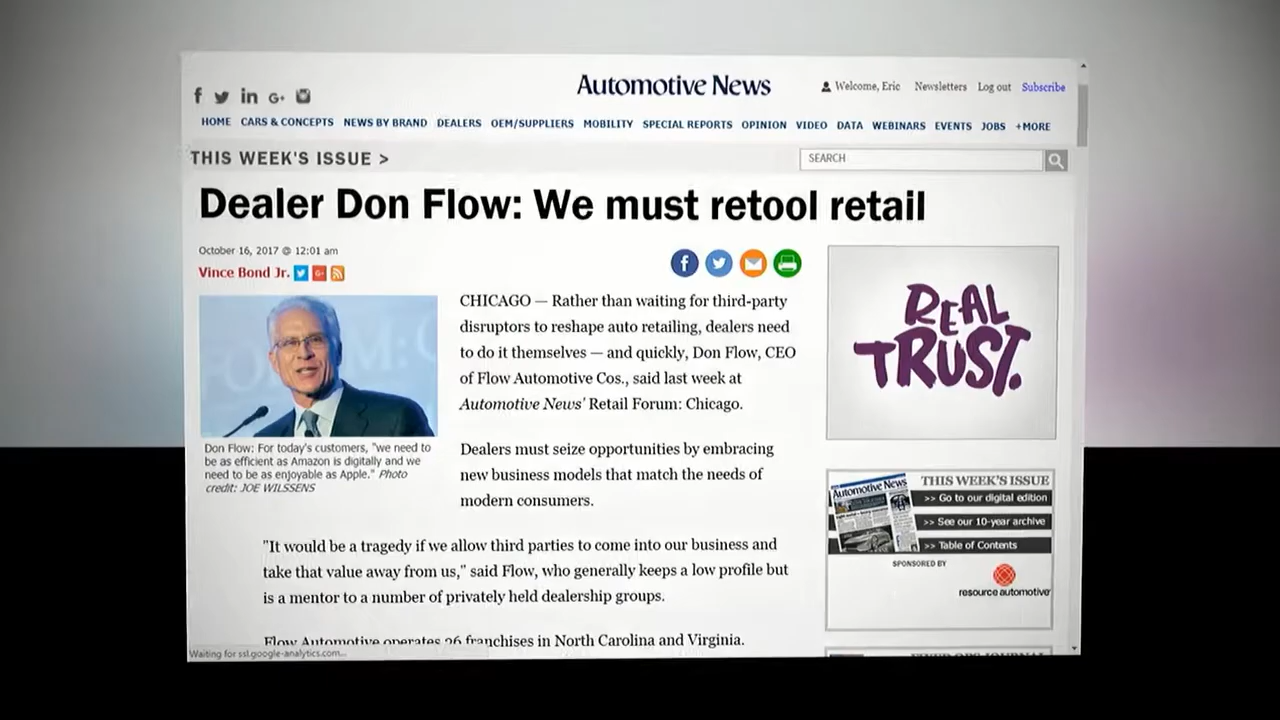 Automotive News
Welcome, Eric Newsletters Log out Subscribe
HOME CARS & CONCEPTS NEWS BY BRAND DEALERS OEM/SUPPLIERS MOBILITY SPECIAL REPORTS OPINION VIDEO DATA WEBINARS EVENTS JOBS +MORE
THIS WEEK'S ISSUE >
SEARCH
Dealer Don Flow: We must retool retail
October 16, 2017 @ 12:01 am
Vince Bond Jr.
Don Flow: For today's customers, "we need to
be as efficient as Amazon is digitally and we
need to be as enjoyable as Apple." Photo
credit: JOE WILSSENS
CHICAGO — Rather than waiting for third-party
disruptors to reshape auto retailing, dealers need
to do it themselves — and quickly, Don Flow, CEO
of Flow Automotive Cos., said last week at
Automotive News' Retail Forum: Chicago.
Dealers must seize opportunities by embracing
new business models that match the needs of
modern consumers.
"It would be a tragedy if we allow third parties to come into our business and
take that value away from us," said Flow, who generally keeps a low profile but
is a mentor to a number of privately held dealership groups.
Flow Automotive operates 36 franchises in North Carolina and Virginia.
Waiting for ssl.google-analytics.com...
REAL
TRUST.
Automotive News
THIS WEEK'S ISSUE
>> Go to our digital edition
>> See our 10-year archive
>> Table of Contents
SPONSORED BY
resource automotive
FIXED OPS JOURNAL